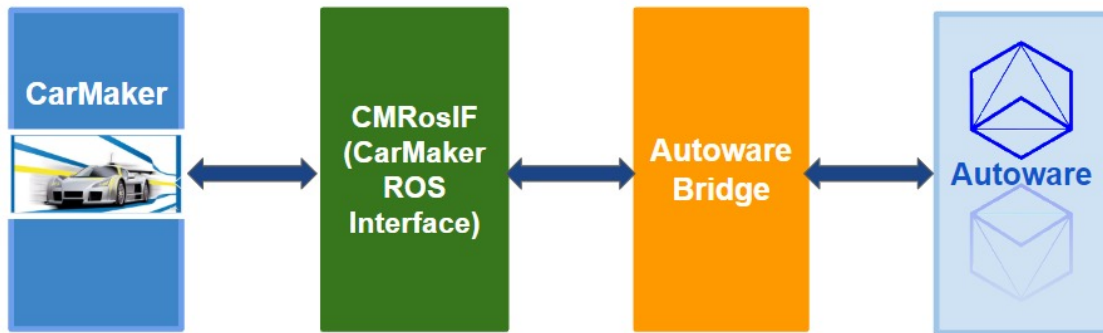 CarMaker
CMRosIF
(CarMaker
ROS
Interface)
Autoware
Bridge
Autoware